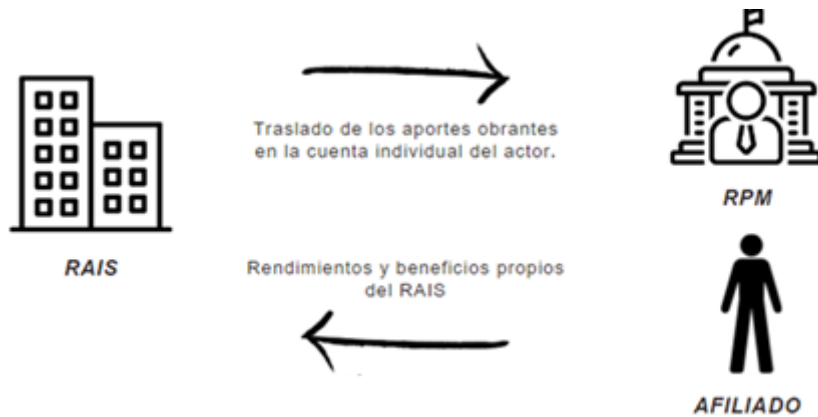 Traslado de los aportes obrantes
en la cuenta individual del actor.
RPM
RAIS
Rendimientos y beneficios propios
del RAIS
AFILIADO